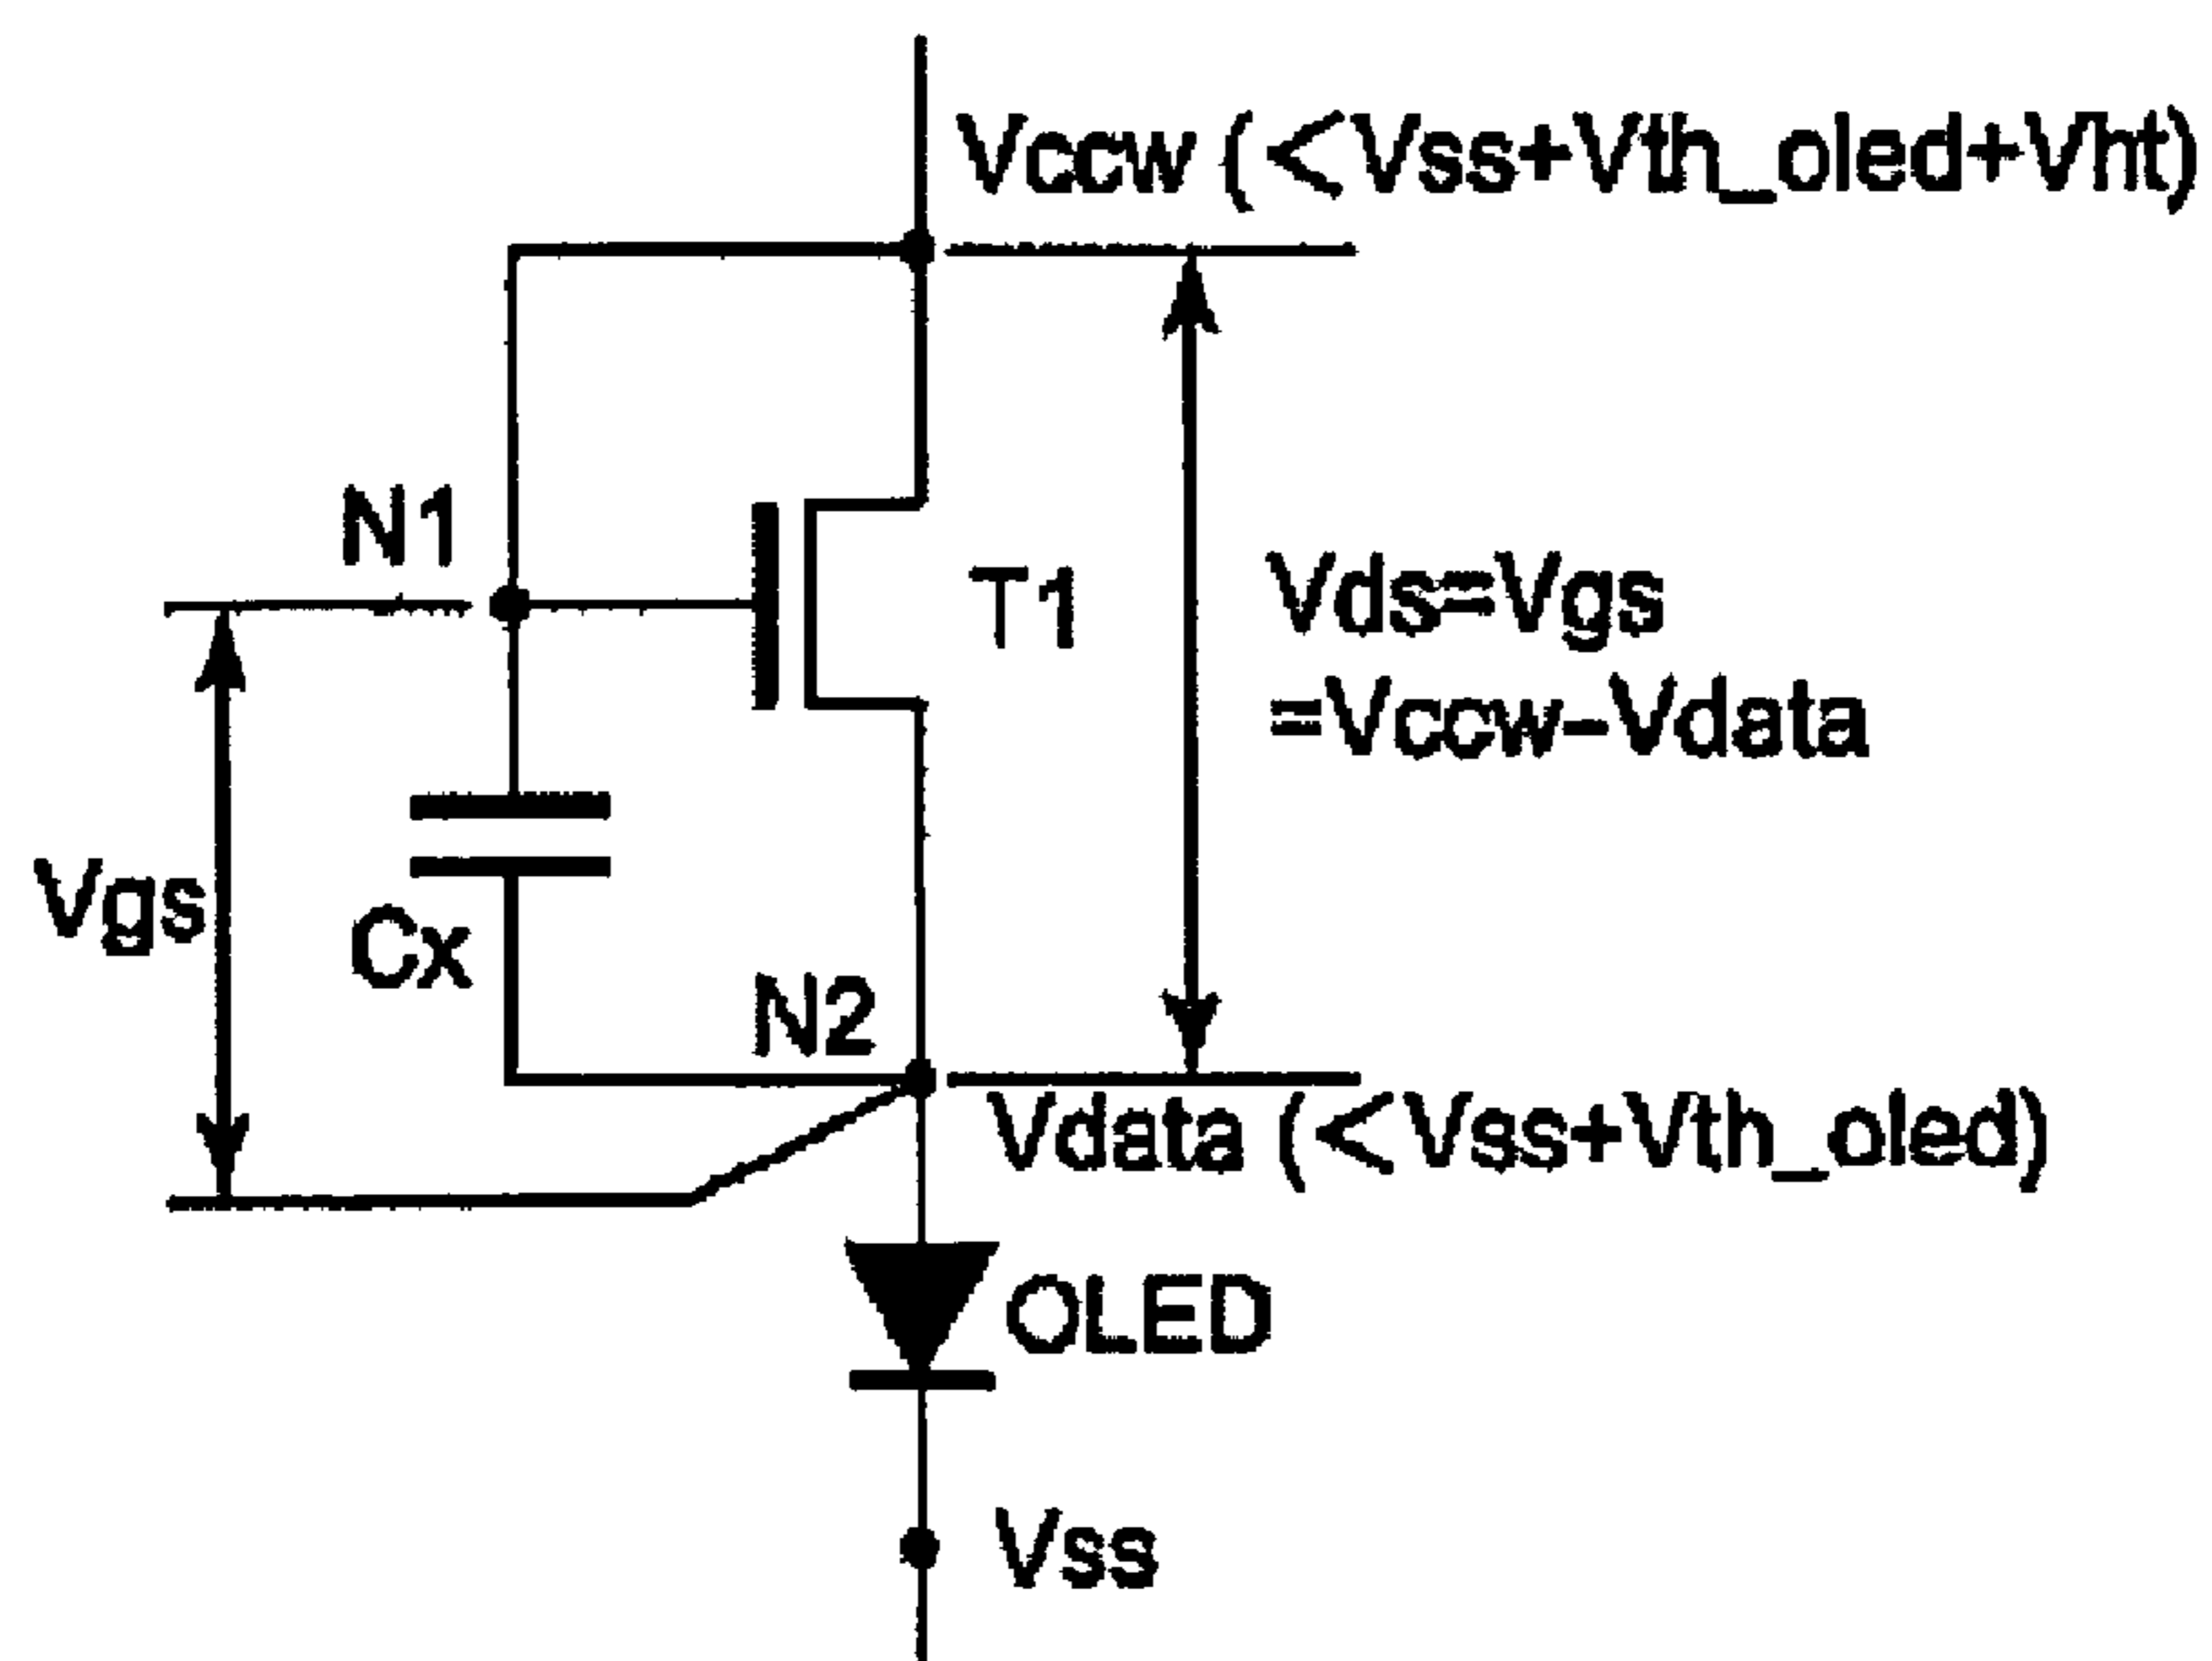 Vccw (<Vss+Vth_oled+Vht)
N1
T1
Vds=Vgs
=Vccw-Vdata
Vgs
Cx
N2
Vdata (<Vss+Vth_oled)
OLED
Vss